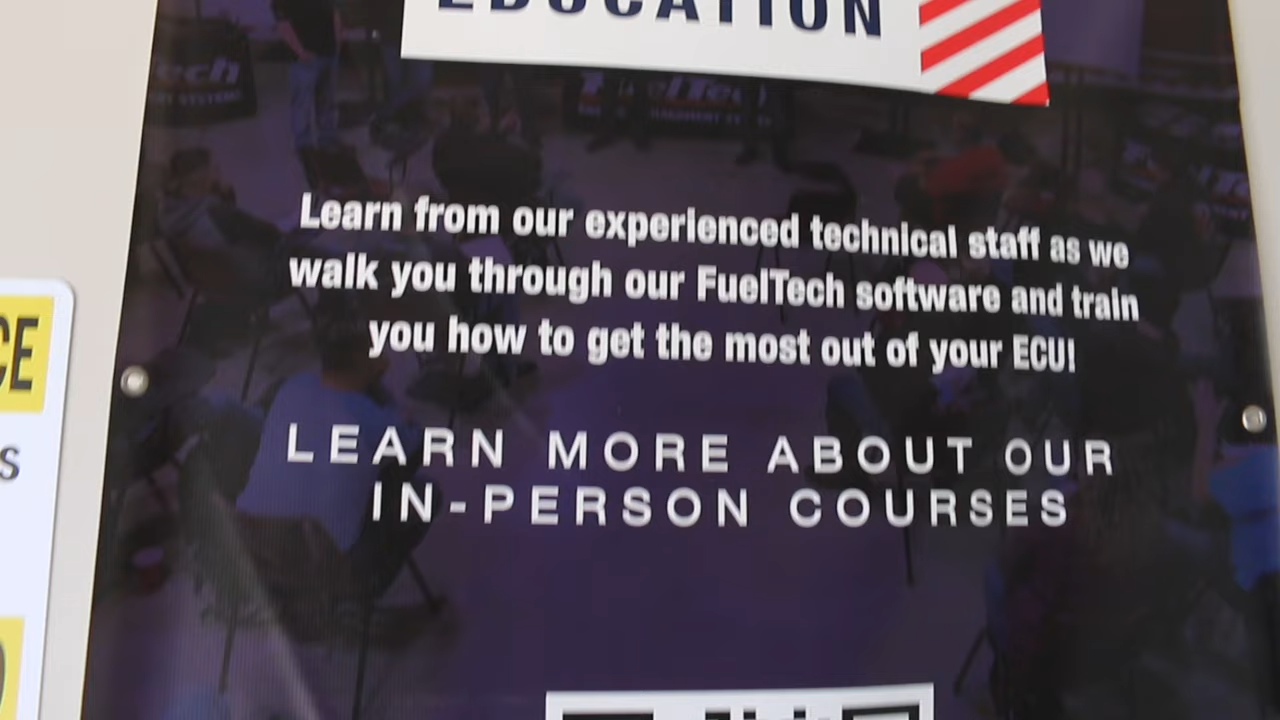 EDUCATION
Learn from our experienced technical staff as we
walk you through our FuelTech software and train
you how to get the most out of your ECU!
LEARN MORE ABOUT OUR
IN-PERSON COURSES
FuelTech